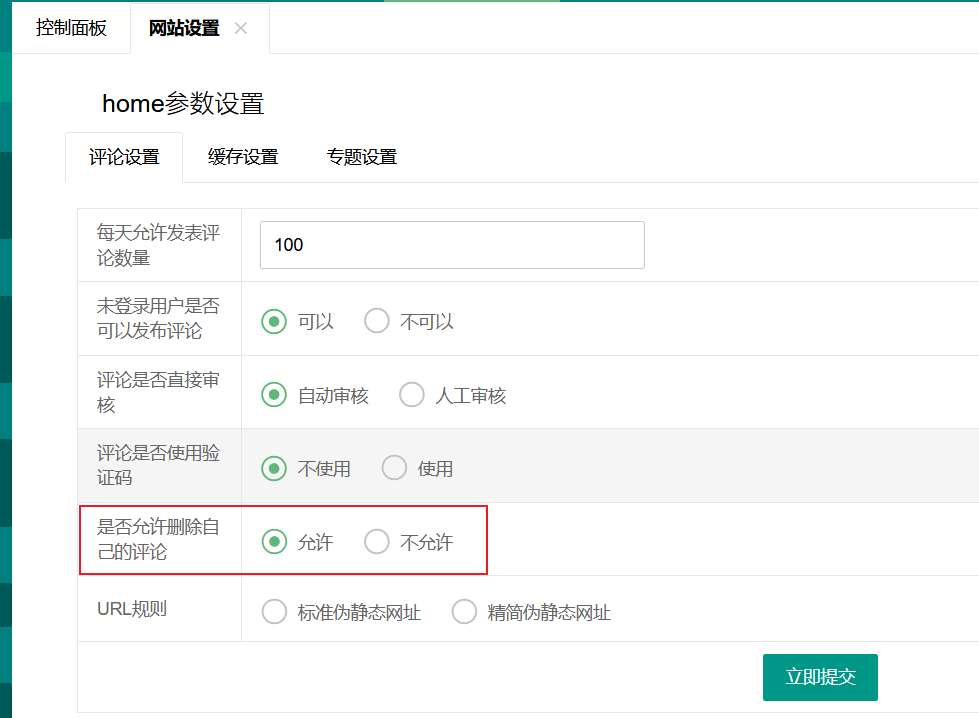 控制面板 网站设置
home参数设置
评论设置 缓存设置 专题设置
每天允许发表评
论数量
100
未登录用户是否
可以发布评论
可以 不可以
评论是否直接审
核
自动审核 人工审核
评论是否使用验
证码
不使用 使用
是否允许删除自
己的评论
允许 不允许
URL规则
标准伪静态网址 精简伪静态网址
立即提交